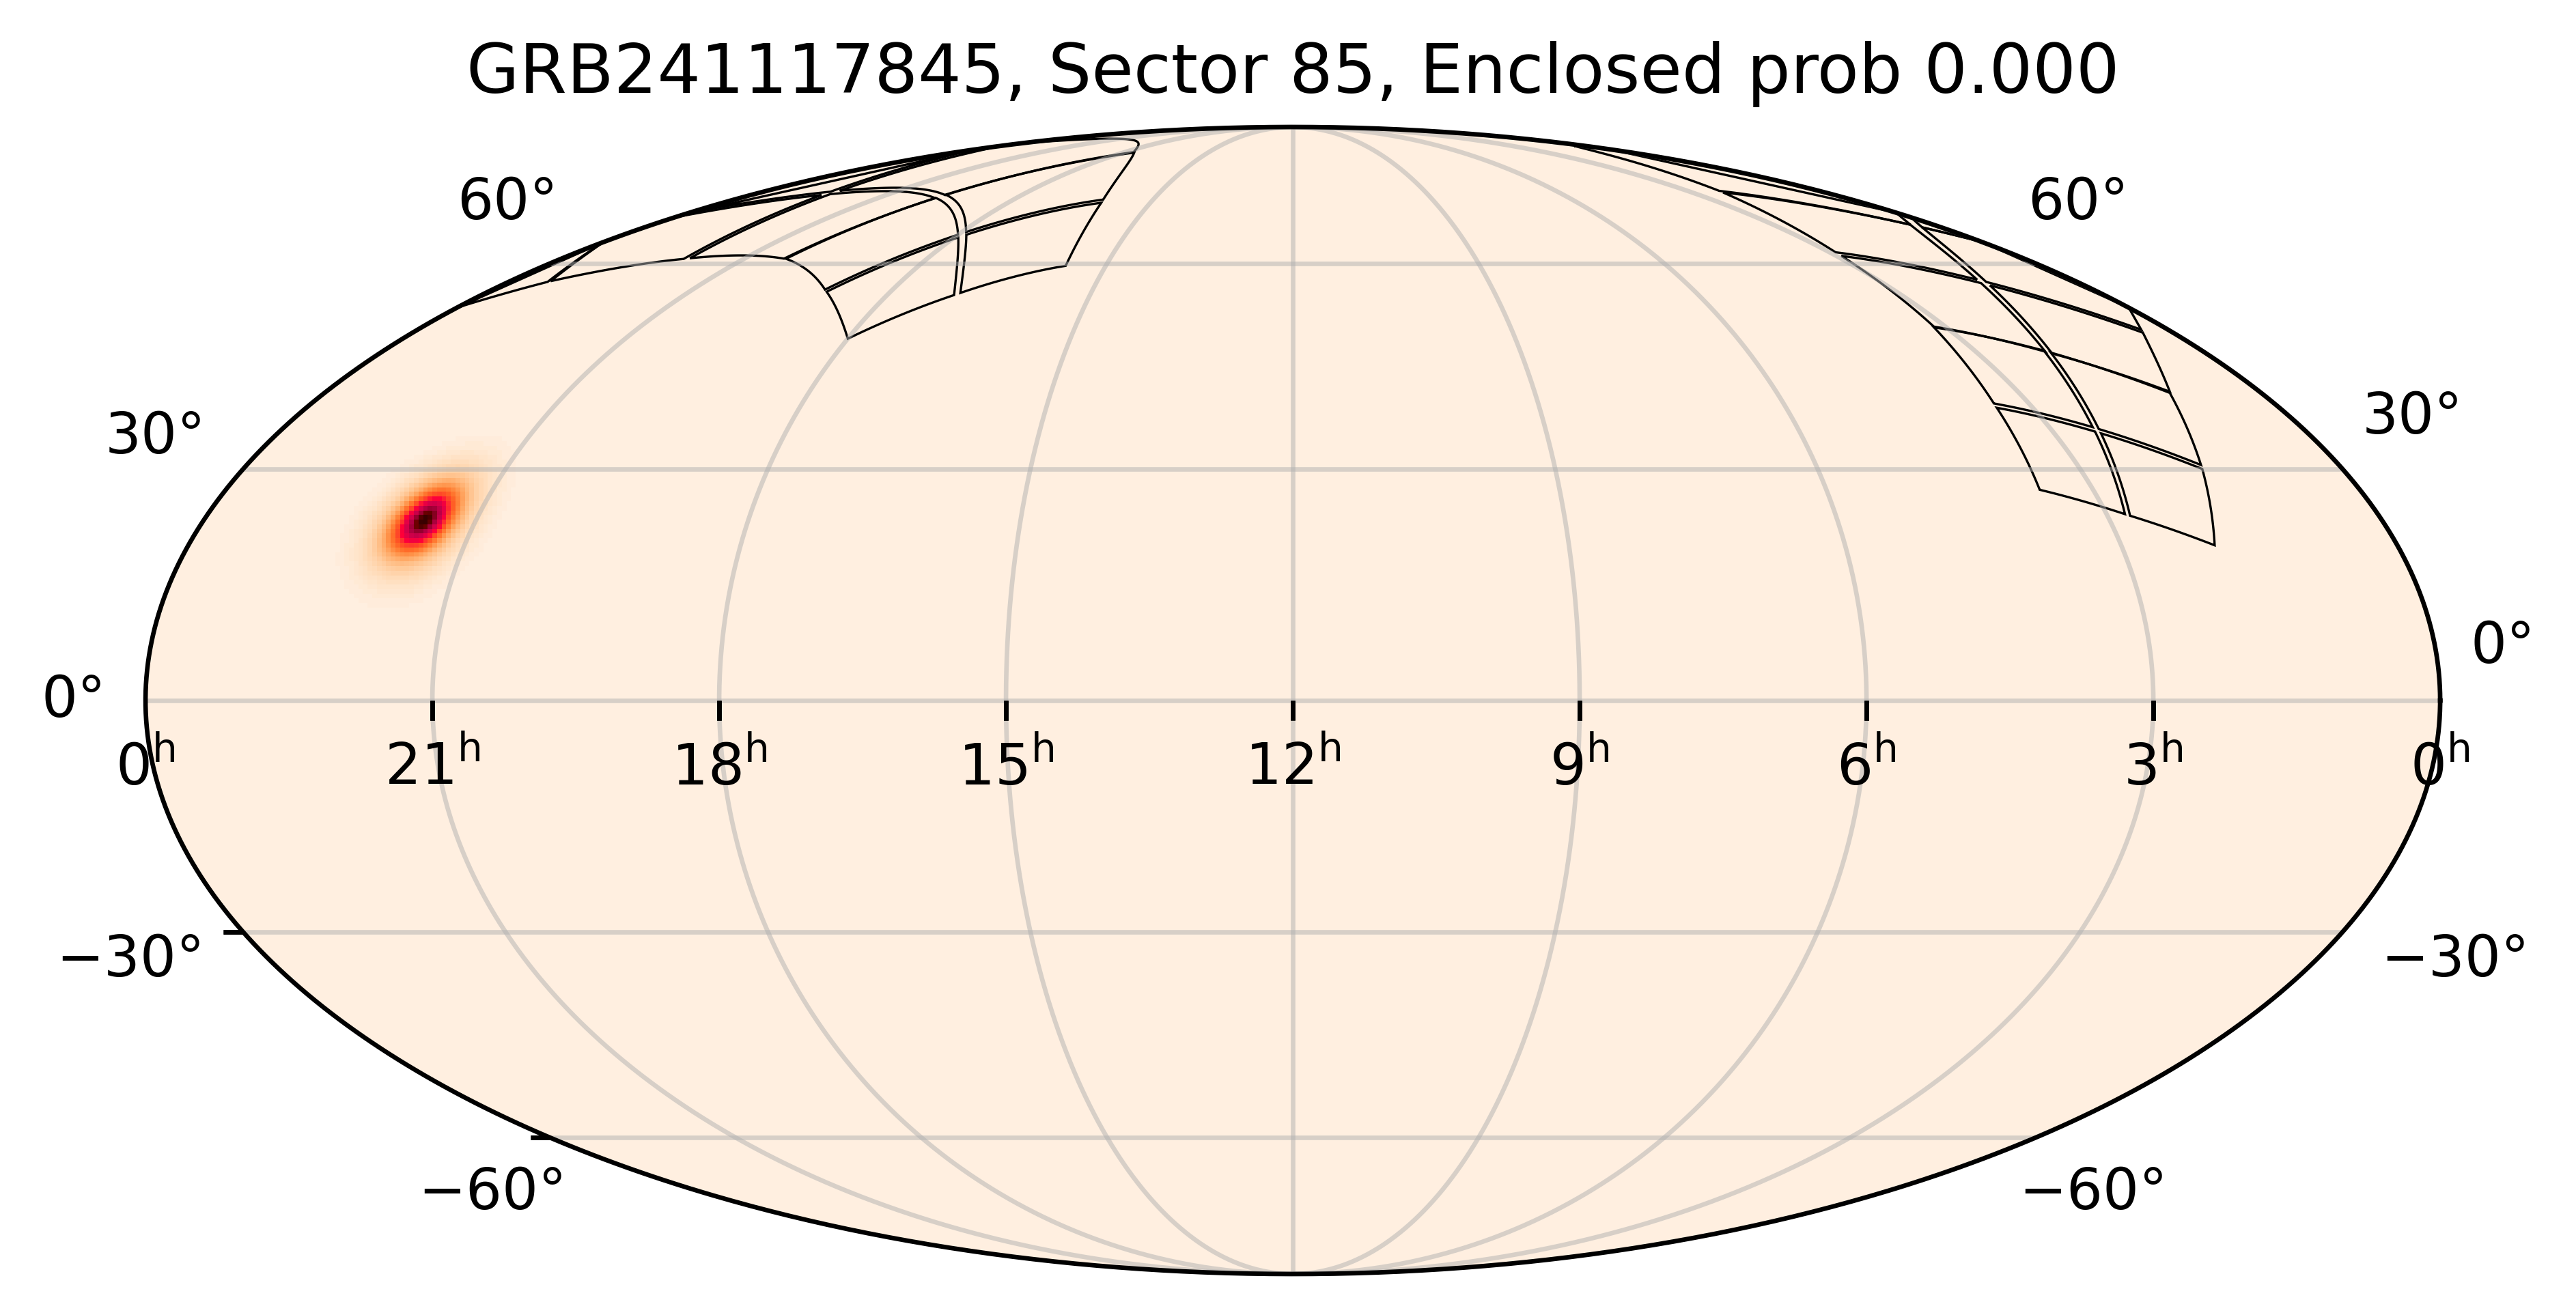 GRB241117845, Sector 85, Enclosed prob 0.000
60° 60°
30° 30°
0° 0°
0h 21h 18h 15h 12h 9h 6h 3h 0h
−30° −30°
−60° −60°